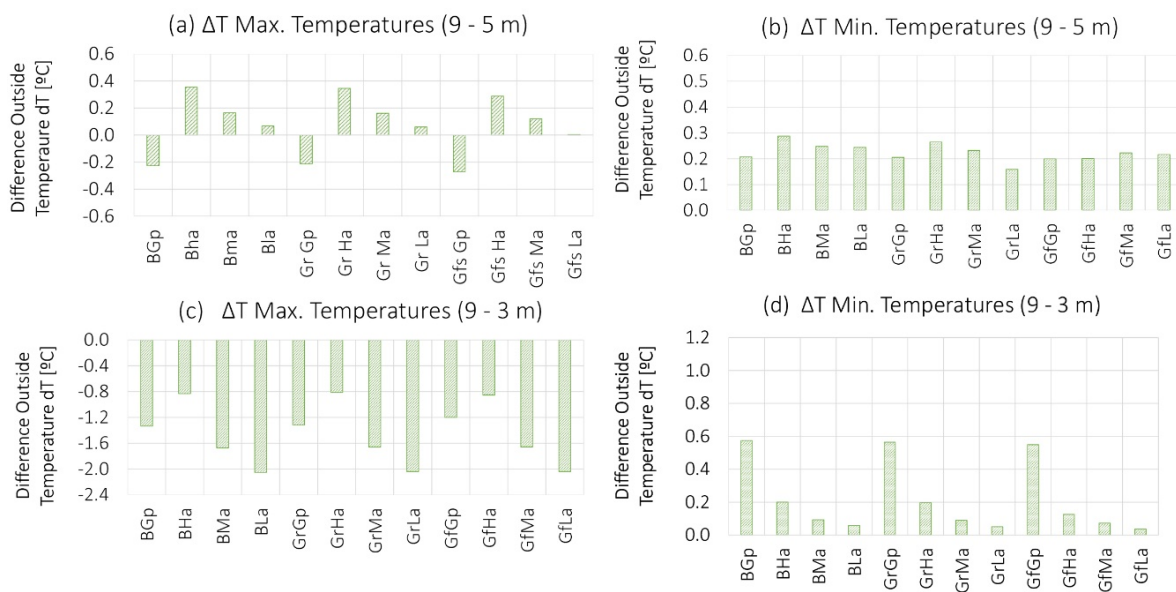 (a) ΔT Max. Temperatures (9 - 5 m)
Difference Outside
Temperaure dT [ºC]
0.6
0.4
0.2
0.0
-0.2
-0.4
-0.6
BGp
Bha
Bma
Bla
Gr Gp
Gr Ha
Gr Ma
Gr La
Gfs Gp
Gfs Ha
Gfs Ma
Gfs La
(b) ΔT Min. Temperatures (9 - 5 m)
Difference Outside
Temperature dT [ºC]
0.6
0.5
0.4
0.3
0.2
0.1
0.0
BGp
BHa
BMa
BLa
GrGp
GrHa
GrMa
GrLa
GfGp
GfHa
GfMa
GfLa
(c) ΔT Max. Temperatures (9 - 3 m)
Difference Outside
Temperature dT [ºC]
0.0
-0.4
-0.8
-1.2
-1.6
-2.0
-2.4
BGp
BHa
BMa
BLa
GrGp
GrHa
GrMa
GrLa
GfGp
GfHa
GfMa
GfLa
(d) ΔT Min. Temperatures (9 - 3 m)
Difference Outside
Temperature dT [ºC]
1.2
1.0
0.8
0.6
0.4
0.2
0.0
BGp
BHa
BMa
BLa
GrGp
GrHa
GrMa
GrLa
GfGp
GfHa
GfMa
GfLa